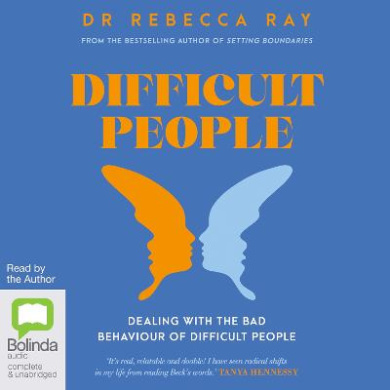 DR REBECCA RAY
FROM THE BESTSELLING AUTHOR OF SETTING BOUNDARIES
DIFFICULT
PEOPLE
Read by
the Author
Bolinda
audio
complete
& unabridged
DEALING WITH THE BAD
BEHAVIOUR OF DIFFICULT PEOPLE
'It's real, relatable and doable! I have seen radical shifts
in my life from reading Beck's words.' TANYA HENNESSY